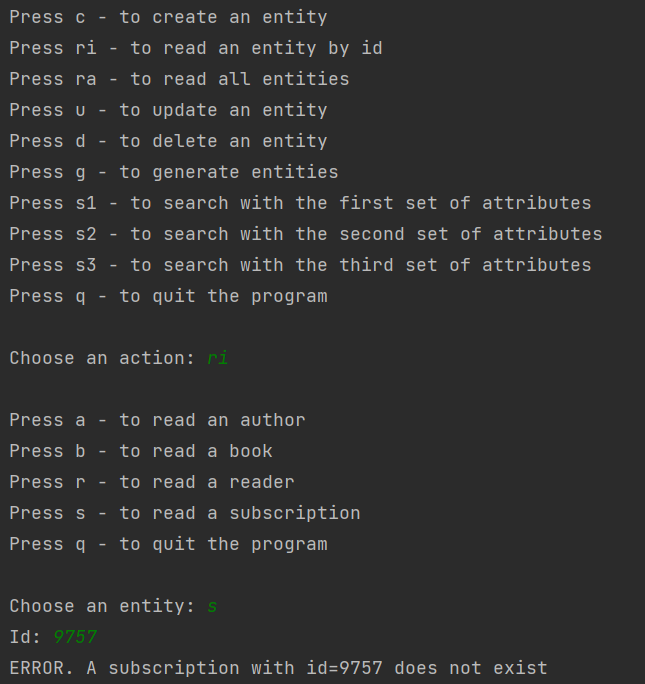 Press c - to create an entity
Press ri - to read an entity by id
Press ra - to read all entities
Press u - to update an entity
Press d - to delete an entity
Press g - to generate entities
Press s1 - to search with the first set of attributes
Press s2 - to search with the second set of attributes
Press s3 - to search with the third set of attributes
Press q - to quit the program
Choose an action: ri
Press a - to read an author
Press b - to read a book
Press r - to read a reader
Press s - to read a subscription
Press q - to quit the program
Choose an entity: s
Id: 9757
ERROR. A subscription with id=9757 does not exist